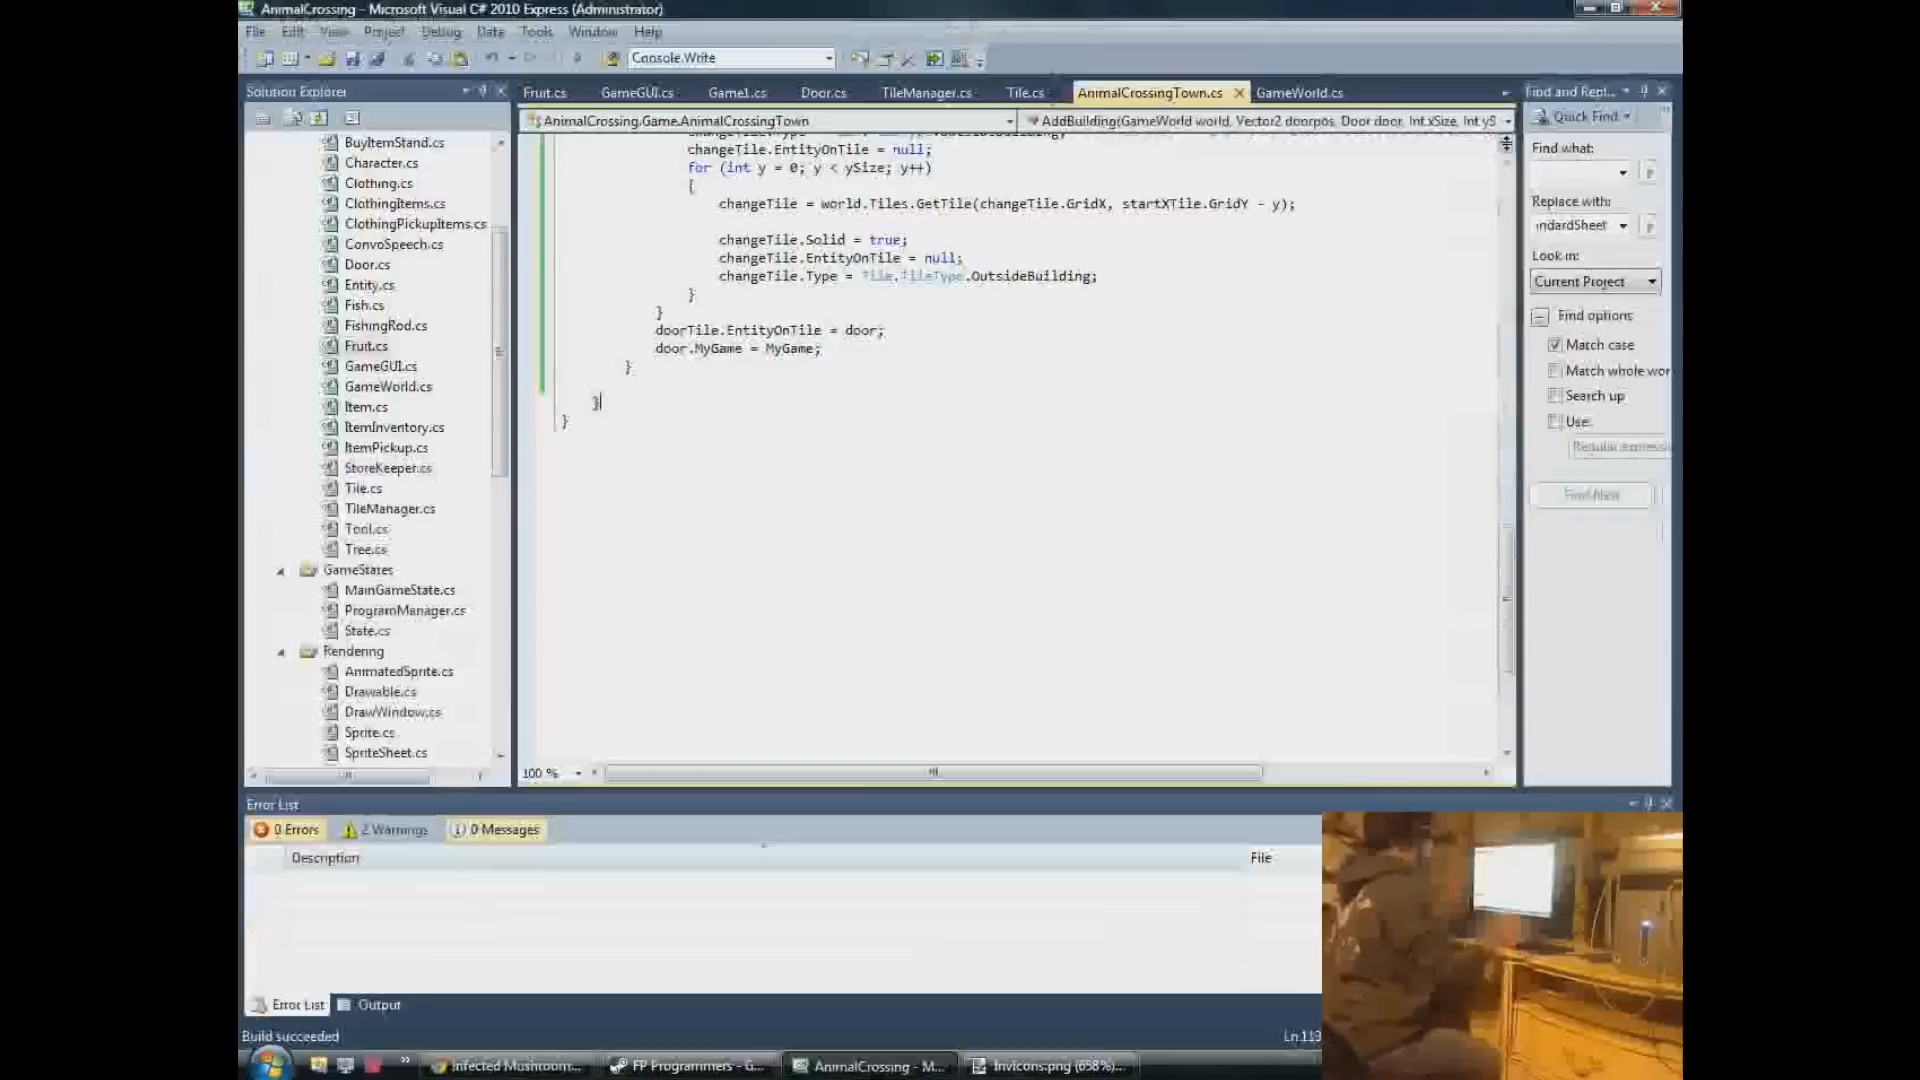 AnimalCrossing - Microsoft Visual C# 2010 Express (Administrator)
File Edit View Project Debug Data Tools Window Help
Console.Write
Solution Explorer
Fruit.cs GameGUI.cs Game1.cs Door.cs TileManager.cs Tile.cs AnimalCrossingTown.cs GameWorld.cs
AnimalCrossing.Game.AnimalCrossingTown
AddBuilding(GameWorld world, Vector2 doorpos, Door door, int xSize, int yS
BuyItemStand.cs
Character.cs
Clothing.cs
ClothingItems.cs
ClothingPickupItems.cs
ConvoSpeech.cs
Door.cs
Entity.cs
Fish.cs
FishingRod.cs
Fruit.cs
GameGUI.cs
GameWorld.cs
Item.cs
ItemInventory.cs
ItemPickup.cs
StoreKeeper.cs
Tile.cs
TileManager.cs
Tool.cs
Tree.cs
GameStates
MainGameState.cs
ProgramManager.cs
State.cs
Rendering
AnimatedSprite.cs
Drawable.cs
DrawWindow.cs
Sprite.cs
SpriteSheet.cs
changeTile.EntityOnTile = null;
for (int y = 0; y < ySize; y++)
{
changeTile = world.Tiles.GetTile(changeTile.GridX, startXTile.GridY - y);
changeTile.Solid = true;
changeTile.EntityOnTile = null;
changeTile.Type = Tile.TileType.OutsideBuilding;
}
}
doorTile.EntityOnTile = door;
door.MyGame = MyGame;
}
}
}
100 %
Find and Repl...
Quick Find
Find what:
Replace with:
ndardSheet
Look in:
Current Project
Find options
Match case
Match whole wor
Search up
Use:
Regular expressi
Find Next
Error List
0 Errors 2 Warnings 0 Messages
Description File
Error List Output
Build succeeded
Ln 113
Infected Mushroom... FP Programmers - G... AnimalCrossing - M... InvIcons.png (658%)...